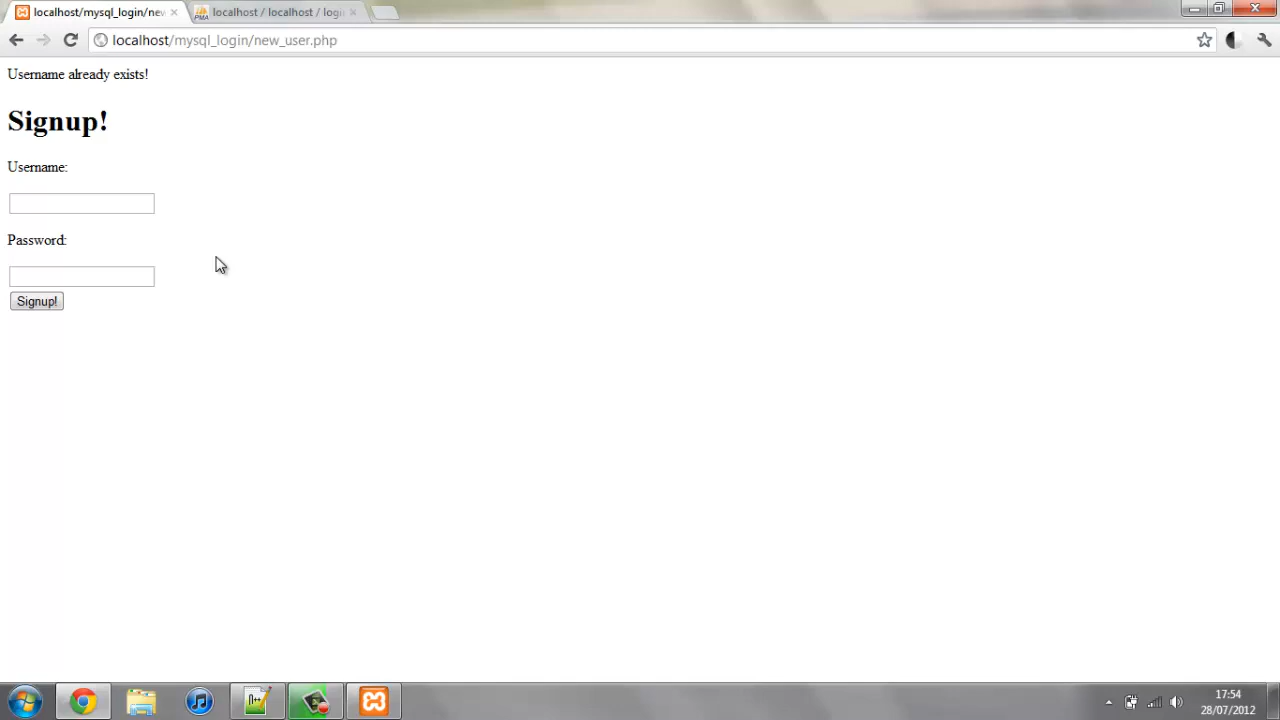 localhost/mysql_login/new
localhost / localhost / logi
localhost/mysql_login/new_user.php
Username already exists!
Signup!
Username:
Password:
Signup!
17:54
28/07/2012